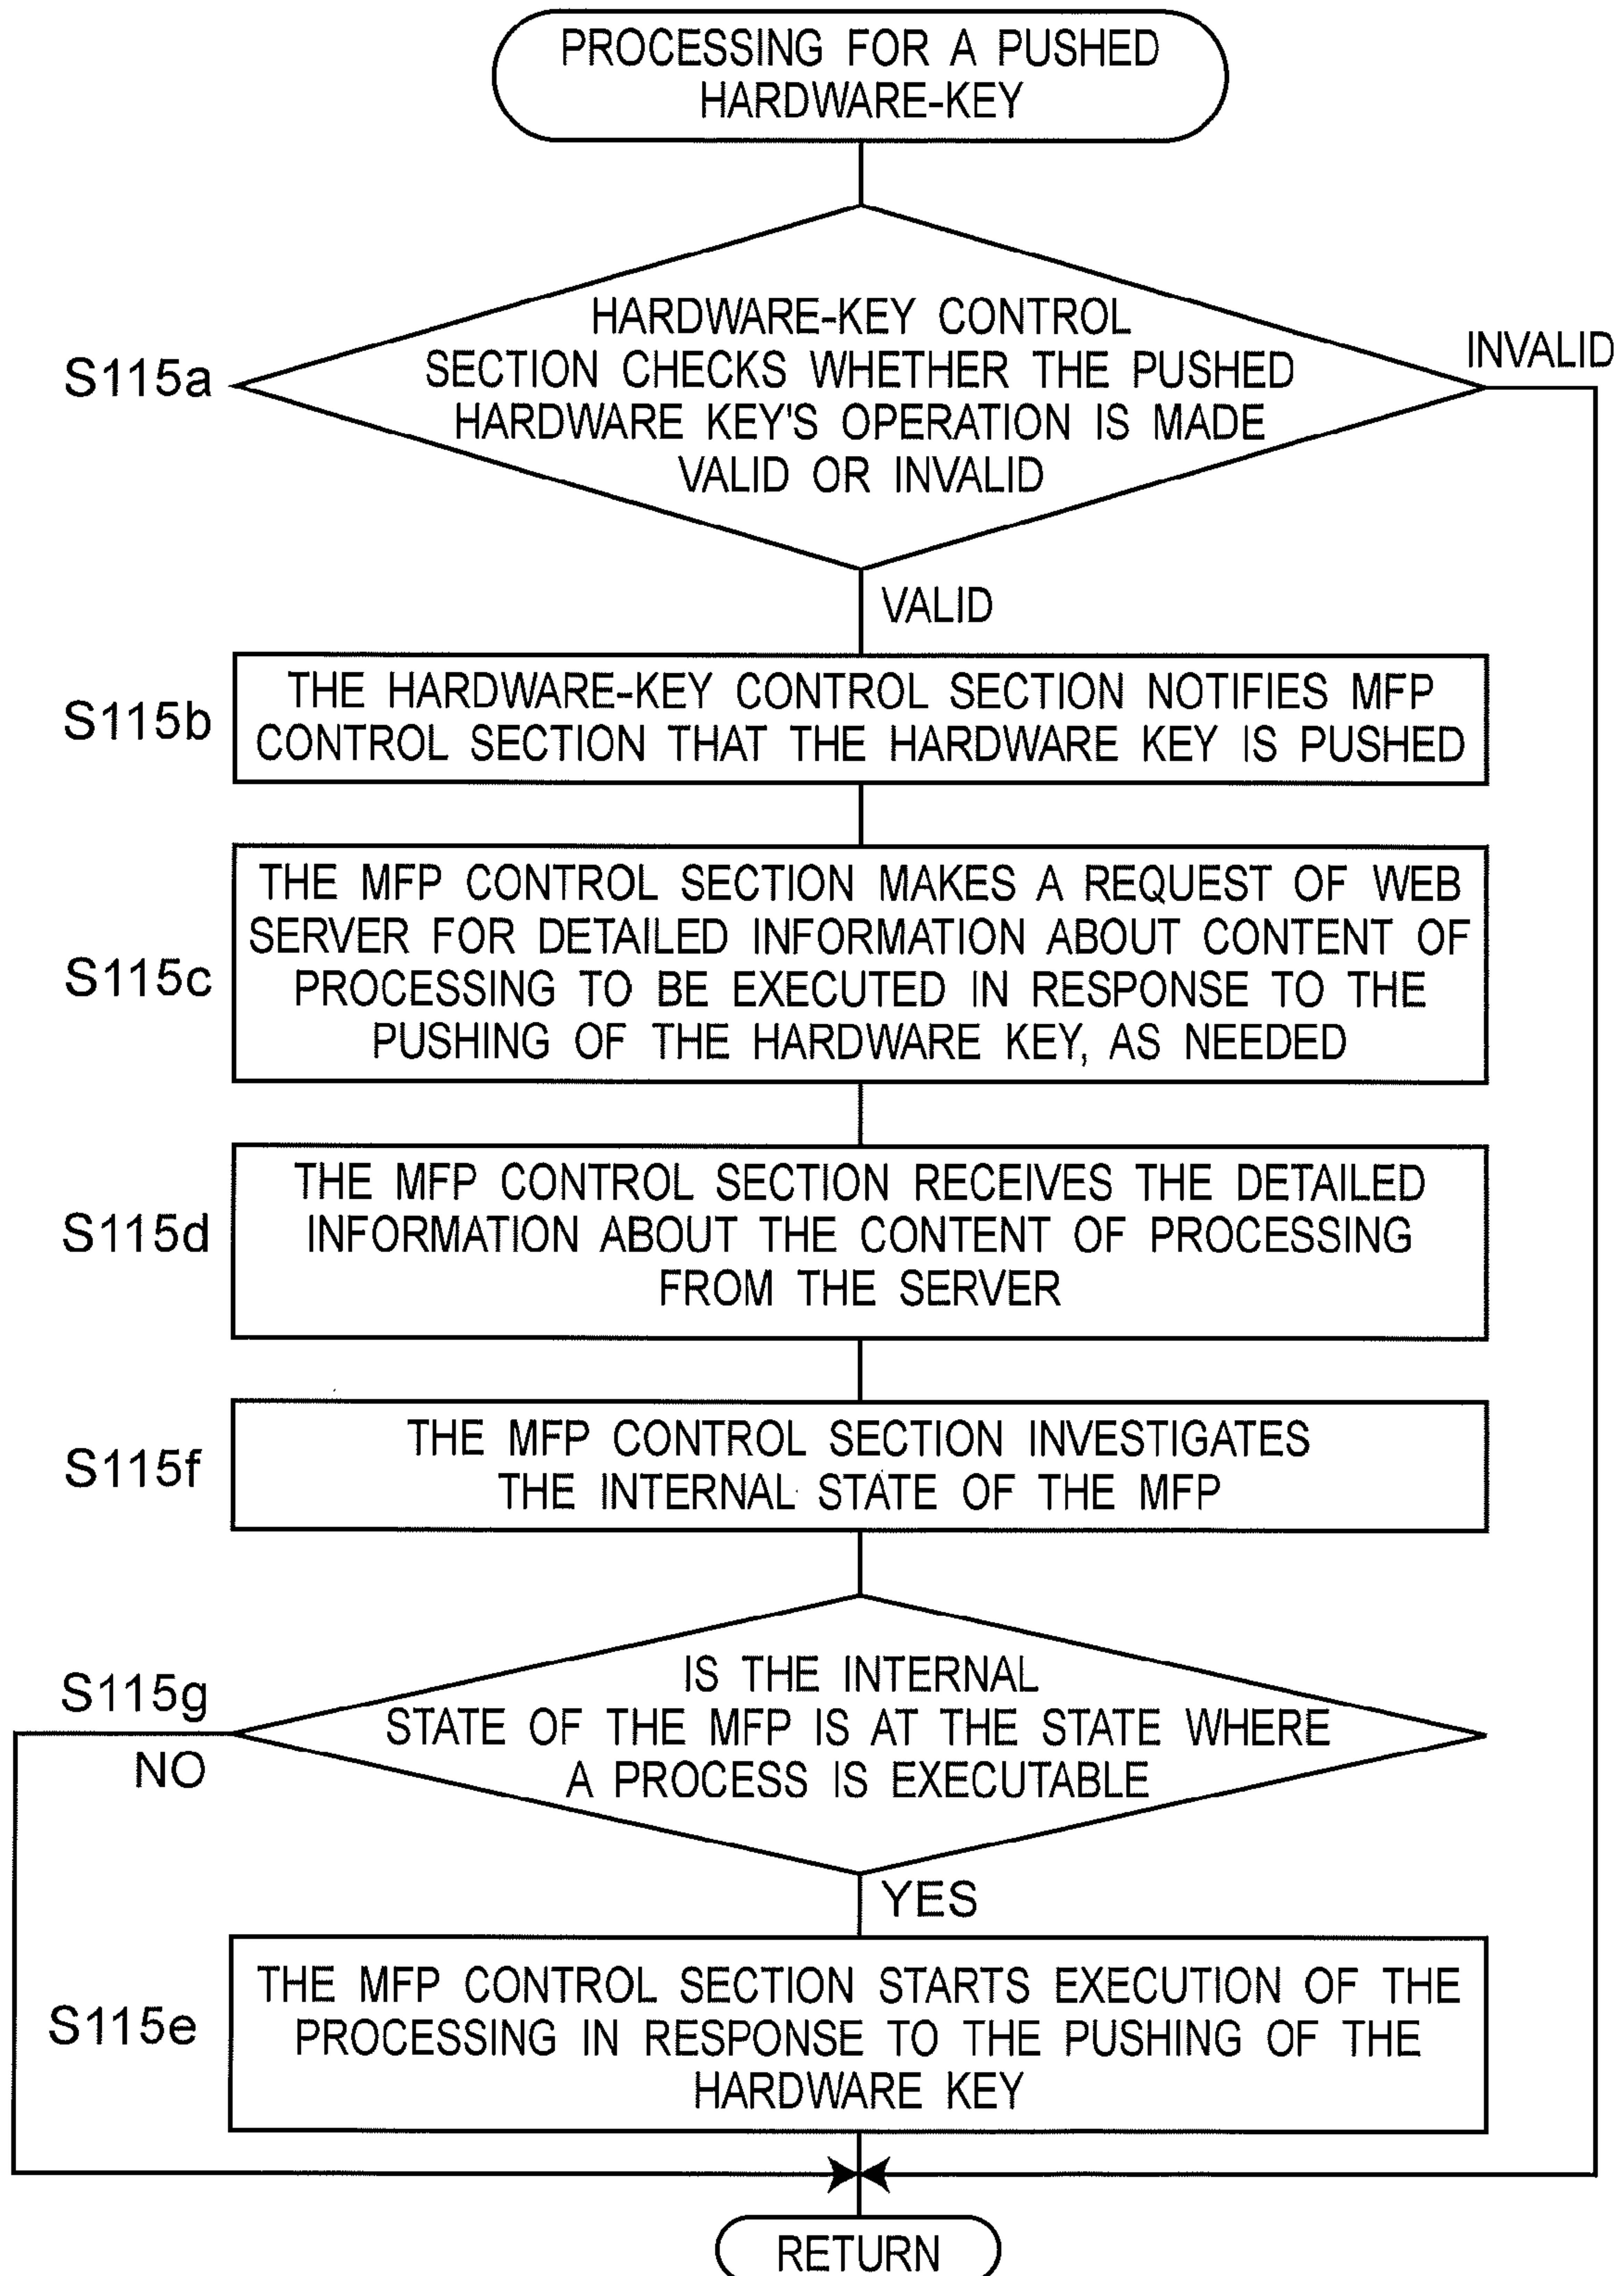 PROCESSING FOR A PUSHED
HARDWARE-KEY
HARDWARE-KEY CONTROL
SECTION CHECKS WHETHER THE PUSHED
HARDWARE KEY'S OPERATION IS MADE
VALID OR INVALID
S115a
INVALID
VALID
S115b
THE HARDWARE-KEY CONTROL SECTION NOTIFIES MFP
CONTROL SECTION THAT THE HARDWARE KEY IS PUSHED
S115c
THE MFP CONTROL SECTION MAKES A REQUEST OF WEB
SERVER FOR DETAILED INFORMATION ABOUT CONTENT OF
PROCESSING TO BE EXECUTED IN RESPONSE TO THE
PUSHING OF THE HARDWARE KEY, AS NEEDED
S115d
THE MFP CONTROL SECTION RECEIVES THE DETAILED
INFORMATION ABOUT THE CONTENT OF PROCESSING
FROM THE SERVER
S115f
THE MFP CONTROL SECTION INVESTIGATES
THE INTERNAL STATE OF THE MFP
S115g
NO
IS THE INTERNAL
STATE OF THE MFP IS AT THE STATE WHERE
A PROCESS IS EXECUTABLE
YES
S115e
THE MFP CONTROL SECTION STARTS EXECUTION OF THE
PROCESSING IN RESPONSE TO THE PUSHING OF THE
HARDWARE KEY
RETURN